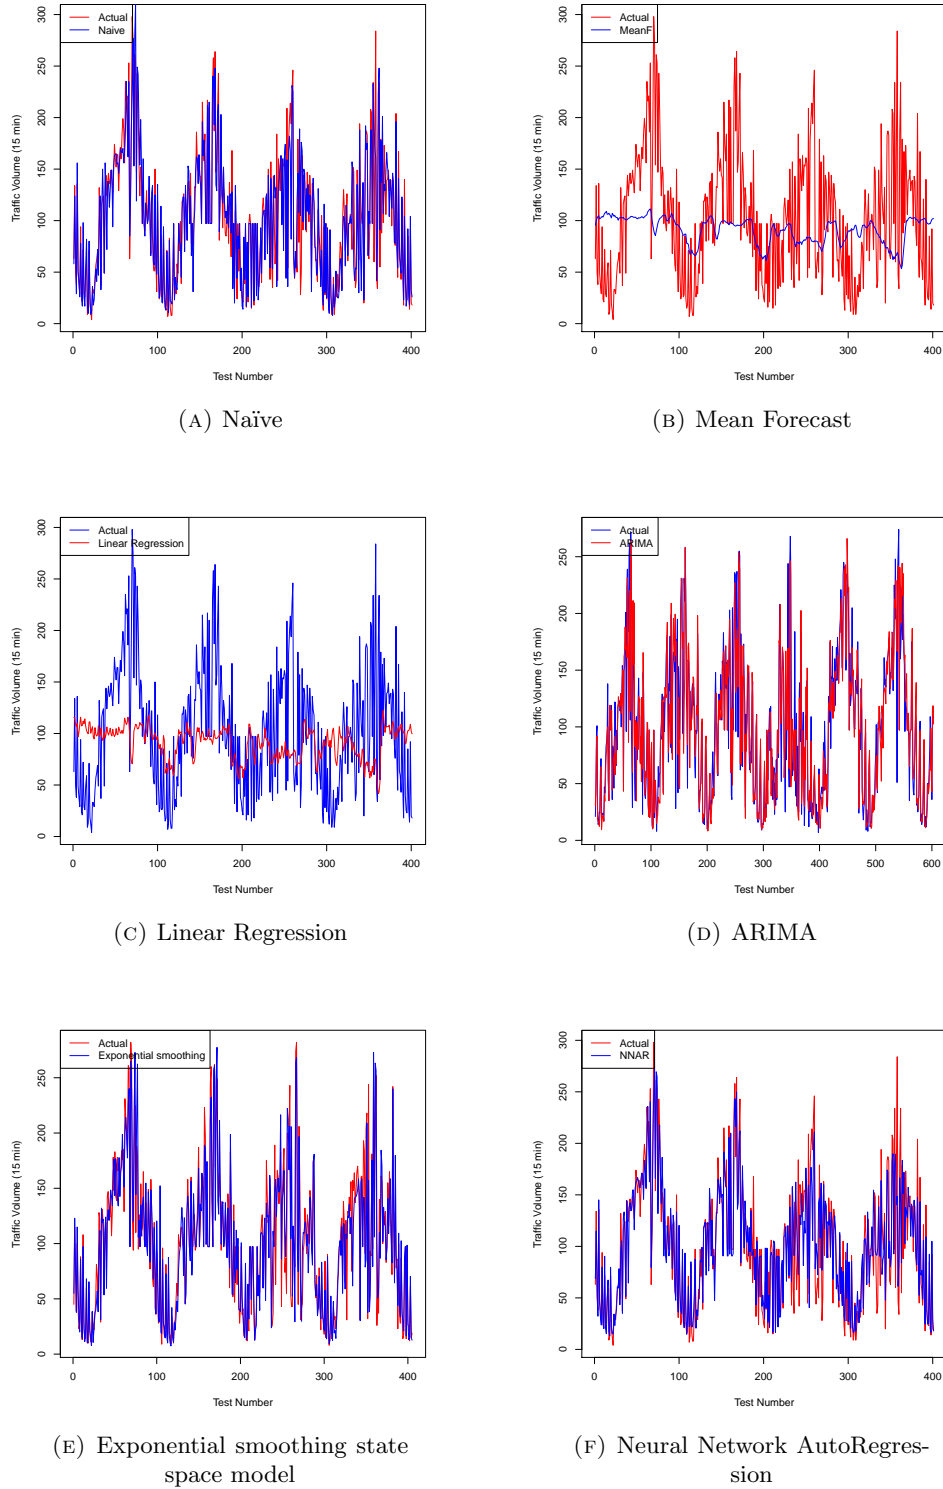 Actual
Naive
Traffic Volume (15 min)
0 50 100 150 200 250 300
0 100 200 300 400
Test Number
(A) Naïve
Actual
MeanF
Traffic Volume (15 min)
0 50 100 150 200 250 300
0 100 200 300 400
Test Number
(B) Mean Forecast
Actual
Linear Regression
Traffic Volume (15 min)
0 50 100 150 200 250 300
0 100 200 300 400
Test Number
(C) Linear Regression
Actual
ARIMA
Traffic Volume (15 min)
0 50 100 150 200 250
0 100 200 300 400 500 600
Test Number
(D) ARIMA
Actual
Exponential smoothing
Traffic Volume (15 min)
0 50 100 150 200 250
0 100 200 300 400
Test Number
(E) Exponential smoothing state
space model
Actual
NNAR
Traffic Volume (15 min)
0 50 100 150 200 250 300
0 100 200 300 400
Test Number
(F) Neural Network AutoRegres-
sion